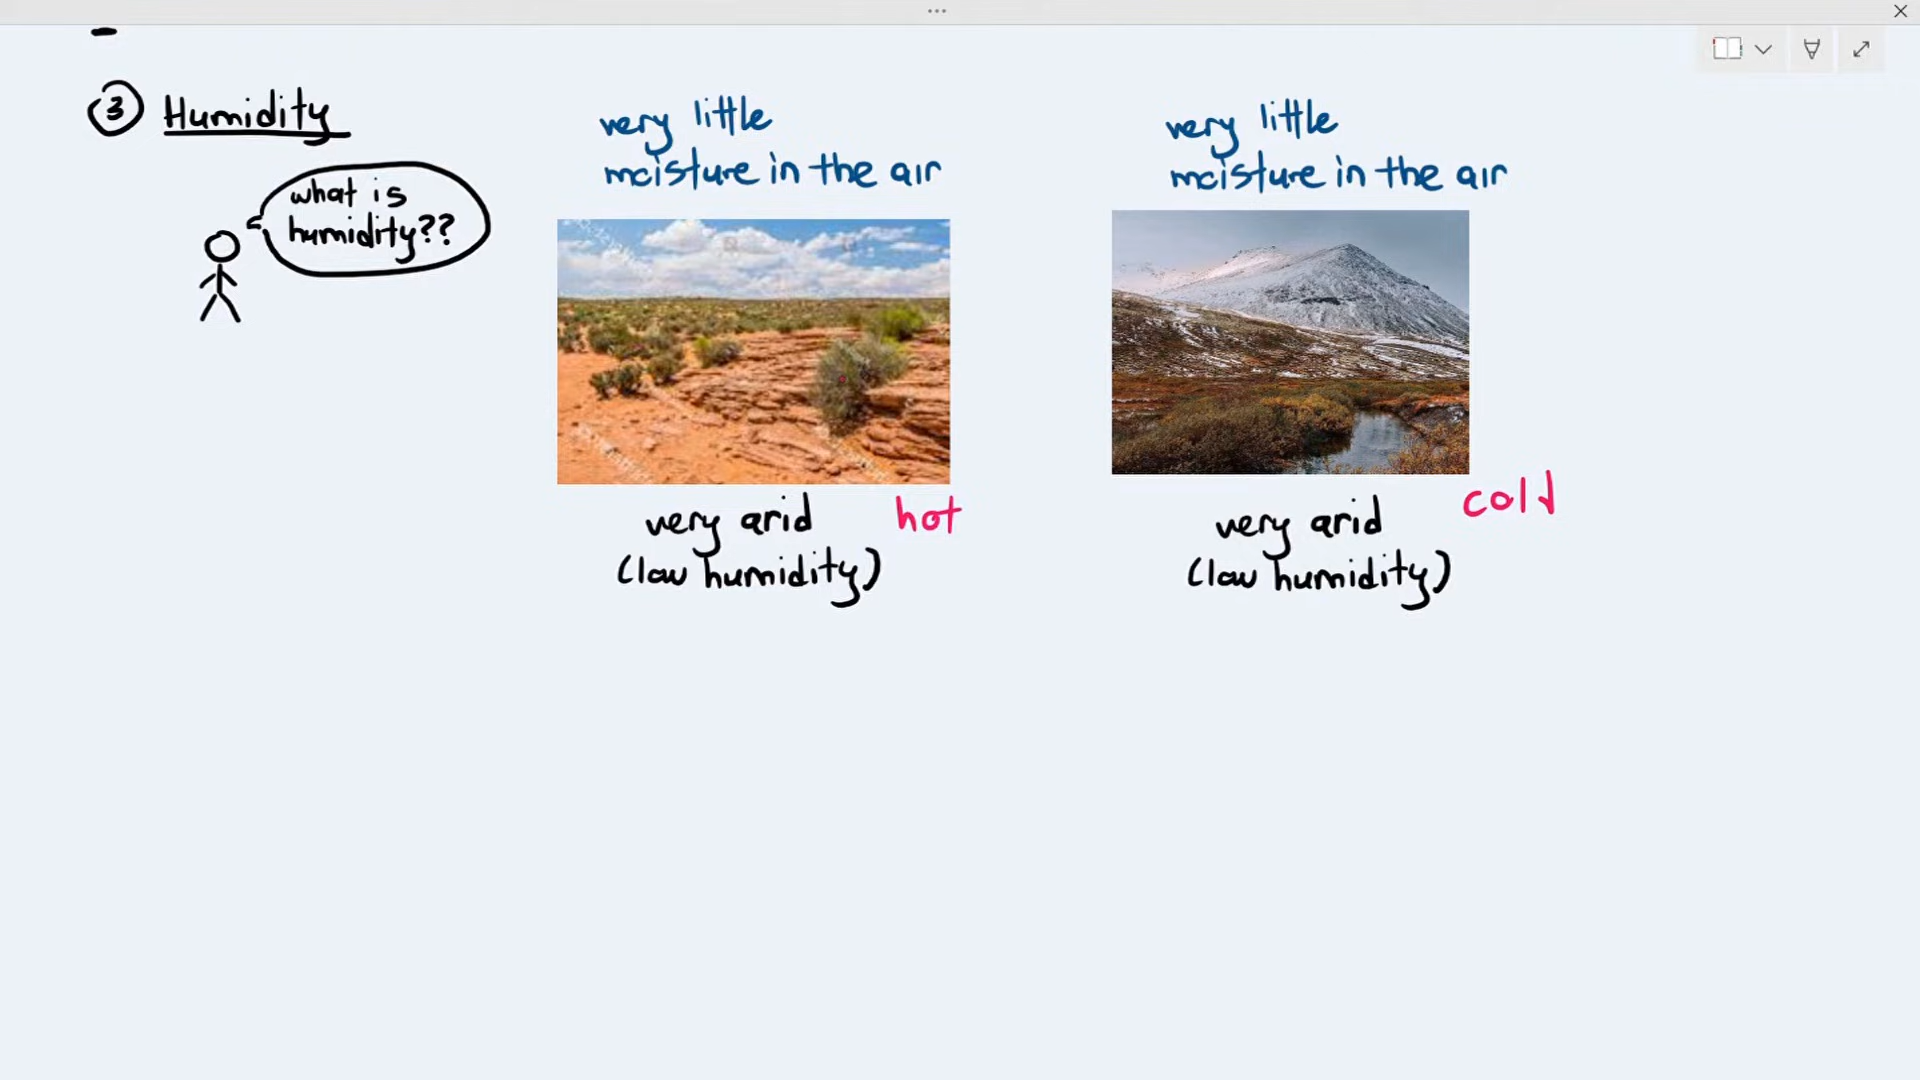 ③ Humidity
what is
humidity??
very little
moisture in the air
very arid
(low humidity)
hot
very little
moisture in the air
very arid
(low humidity)
cold